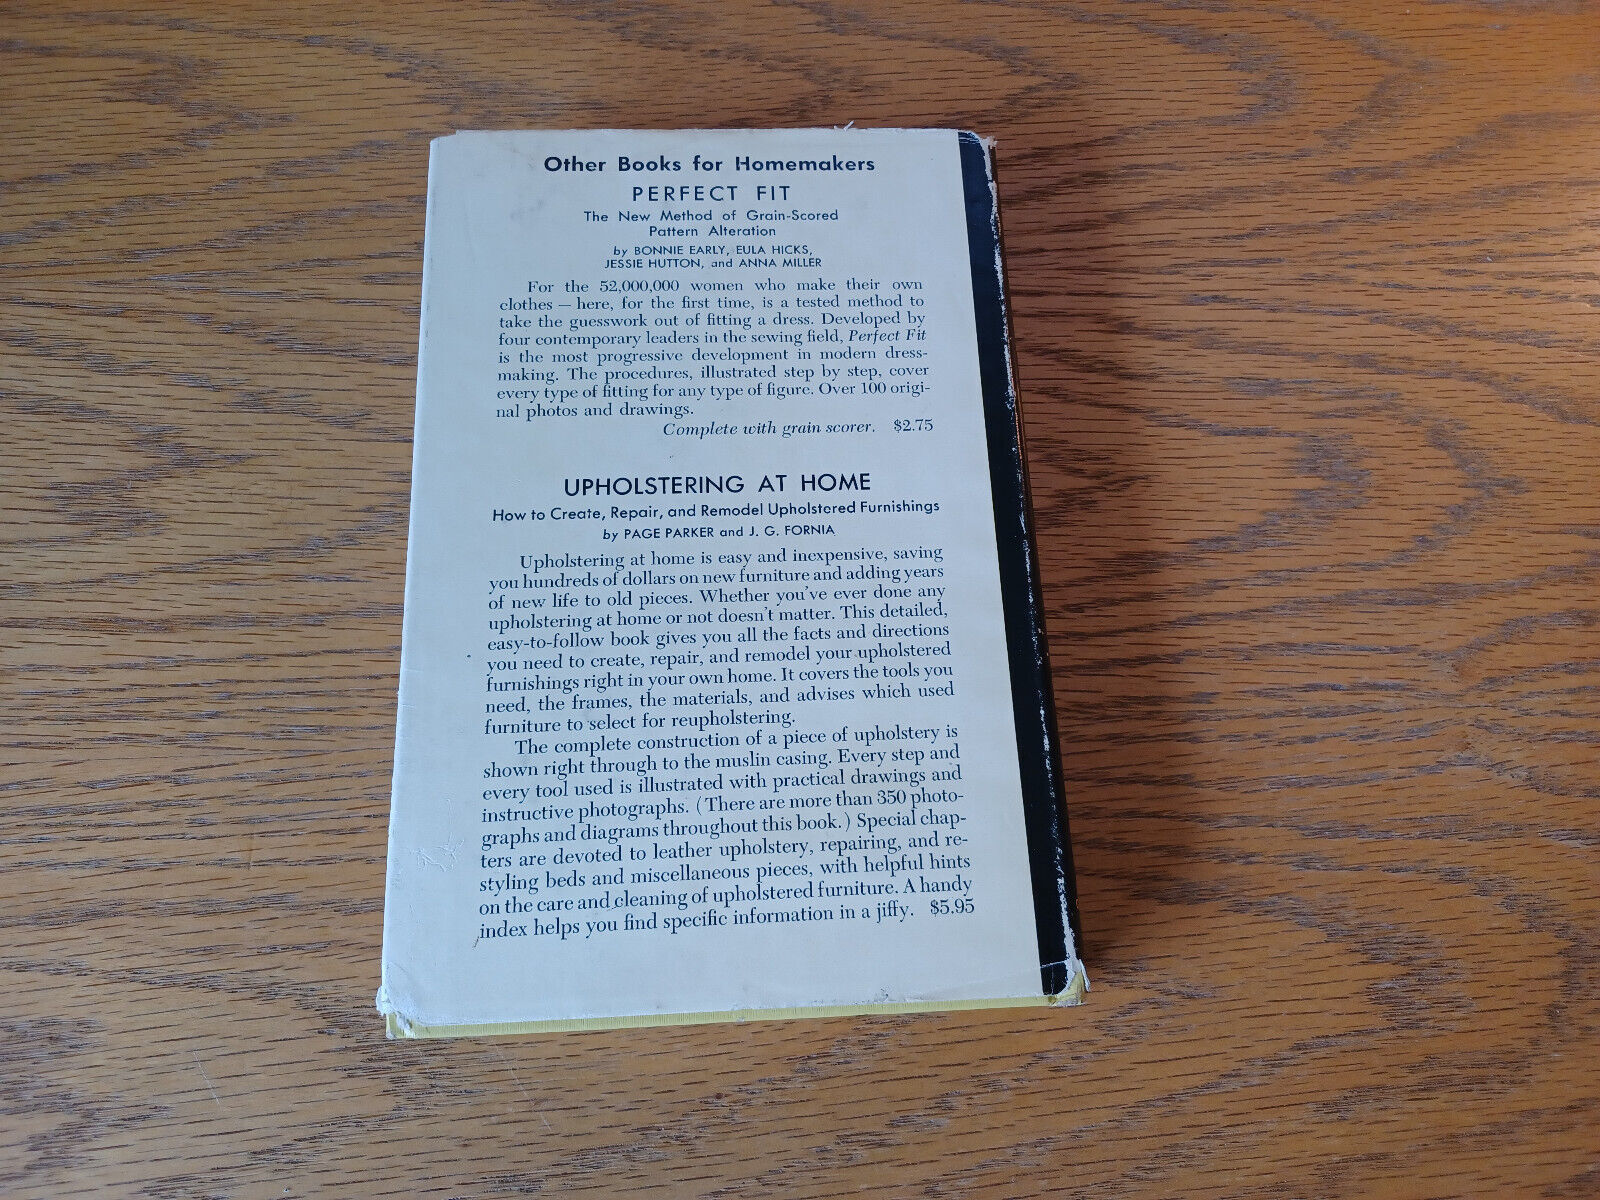 Other Books for Homemakers
PERFECT FIT
The New Method of Grain-Scored
Pattern Alteration
by BONNIE EARLY, EULA HICKS,
JESSIE HUTTON, and ANNA MILLER
For the 52,000,000 women who make their own
clothes — here, for the first time, is a tested method to
take the guesswork out of fitting a dress. Developed by
four contemporary leaders in the sewing field, Perfect Fit
is the most progressive development in modern dress-
making. The procedures, illustrated step by step, cover
every type of fitting for any type of figure. Over 100 origi-
nal photos and drawings.
Complete with grain scorer. $2.75
UPHOLSTERING AT HOME
How to Create, Repair, and Remodel Upholstered Furnishings
by PAGE PARKER and J. G. FORNIA
Upholstering at home is easy and inexpensive, saving
you hundreds of dollars on new furniture and adding years
of new life to old pieces. Whether you've ever done any
upholstering at home or not doesn't matter. This detailed,
easy-to-follow book gives you all the facts and directions
you need to create, repair, and remodel your upholstered
furnishings right in your own home. It covers the tools you
need, the frames, the materials, and advises which used
furniture to select for reupholstering.
The complete construction of a piece of upholstery is
shown right through to the muslin casing. Every step and
every tool used is illustrated with practical drawings and
instructive photographs. (There are more than 350 photo-
graphs and diagrams throughout this book.) Special chap-
ters are devoted to leather upholstery, repairing, and re-
styling beds and miscellaneous pieces, with helpful hints
on the care and cleaning of upholstered furniture. A handy
index helps you find specific information in a jiffy. $5.95